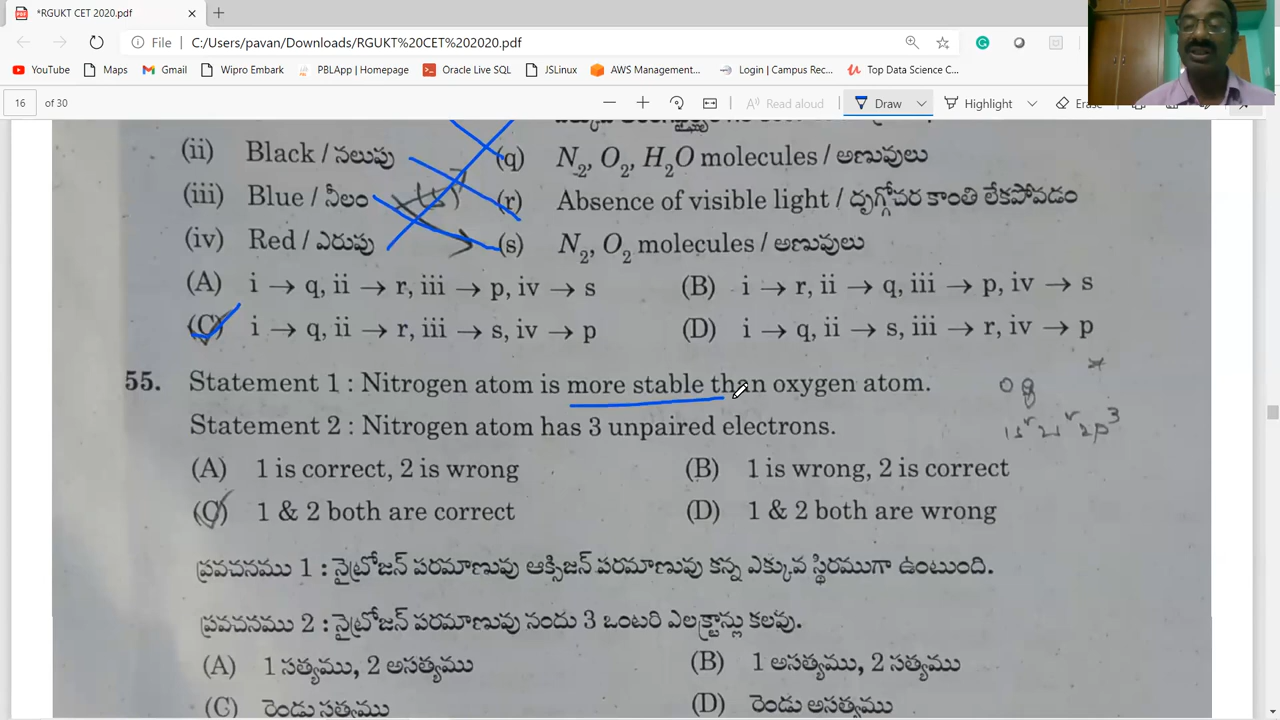 *RGUKT CET 2020.pdf
File C:/Users/pavan/Downloads/RGUKT%20CET%202020.pdf
YouTube Maps Gmail Wipro Embark PBLApp | Homepage Oracle Live SQL JSLinux AWS Management... Login | Campus Rec... Top Data Science C...
16 of 30 Read aloud Draw Highlight Erase
(ii) Black / నలుపు (q) N2, O2, H2O molecules / అణువులు
(iii) Blue / నీలం (r) Absence of visible light / దృగ్గోచర కాంతి లేకపోవడం
(iv) Red / ఎరుపు (s) N2, O2 molecules / అణువులు
(A) i → q, ii → r, iii → p, iv → s (B) i → r, ii → q, iii → p, iv → s
(C) i → q, ii → r, iii → s, iv → p (D) i → q, ii → s, iii → r, iv → p
55. Statement 1 : Nitrogen atom is more stable than oxygen atom.
Statement 2 : Nitrogen atom has 3 unpaired electrons.
(A) 1 is correct, 2 is wrong (B) 1 is wrong, 2 is correct
(C) 1 & 2 both are correct (D) 1 & 2 both are wrong
ప్రవచనము 1 : నైట్రోజన్ పరమాణువు ఆక్సిజన్ పరమాణువు కన్న ఎక్కువ స్థిరముగా ఉంటుంది.
ప్రవచనము 2 : నైట్రోజన్ పరమాణువు నందు 3 ఒంటరి ఎలక్ట్రాన్లు కలవు.
(A) 1 సత్యము, 2 అసత్యము (B) 1 అసత్యము, 2 సత్యము
(C) రెండు సత్యము (D) రెండు అసత్యము